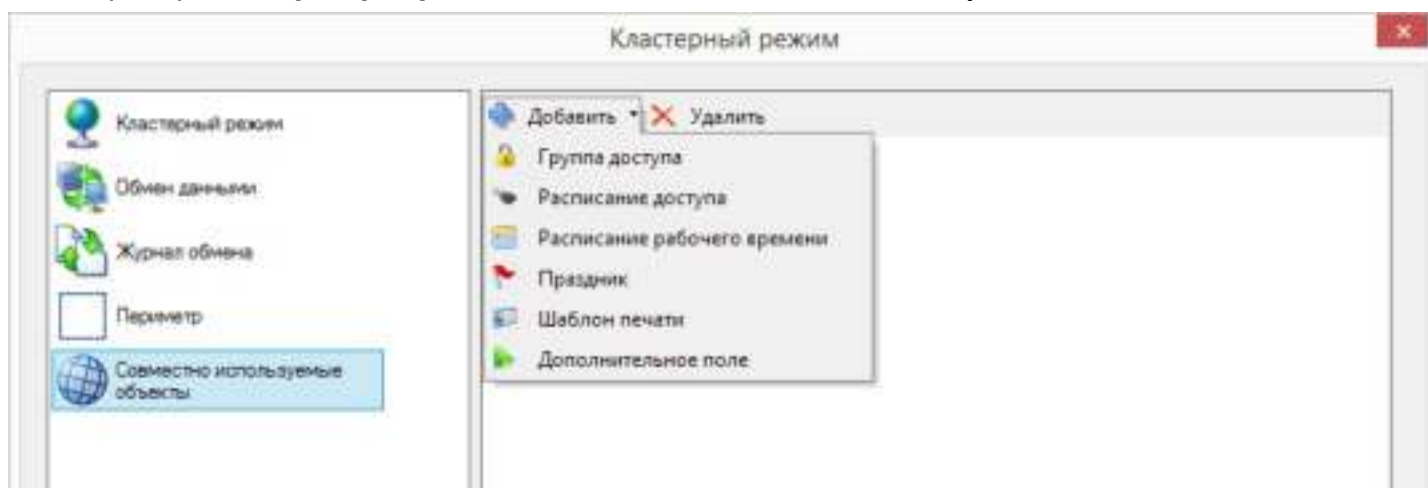 Кластерный режим
Кластерный режим
Обмен данными
Журнал обмена
Периметр
Совместно используемые
объекты
Добавить Удалить
Группа доступа
Расписание доступа
Расписание рабочего времени
Праздник
Шаблон печати
Дополнительное поле